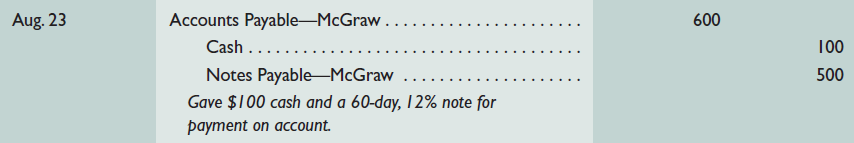 Aug. 23 Accounts Payable—McGraw . . . . . . . . . . . . . . . . . . . . . . 600
Cash . . . . . . . . . . . . . . . . . . . . . . . . . . . . . . . . . . . . . 100
Notes Payable—McGraw . . . . . . . . . . . . . . . . . . . . 500
Gave $100 cash and a 60-day, 12% note for
payment on account.